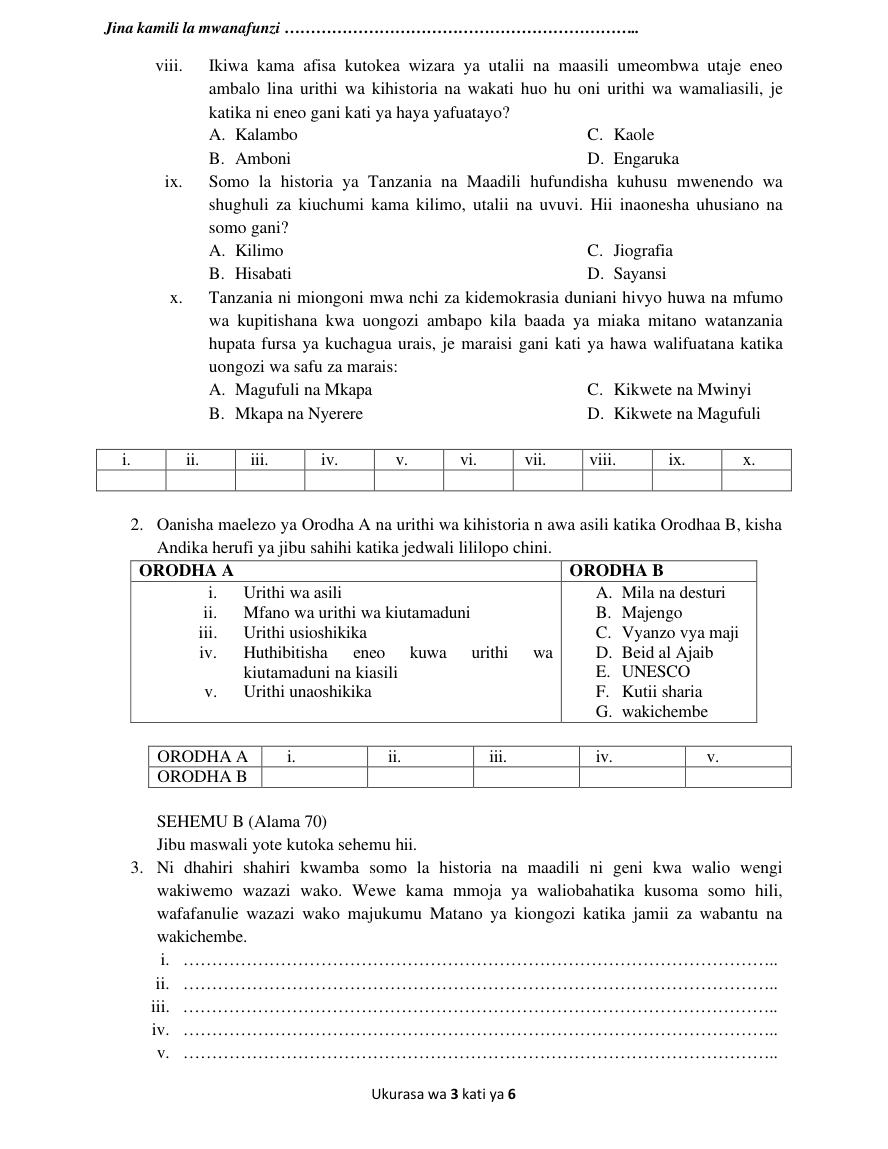 Jina kamili la mwanafunzi …………………………………………………………..
viii. Ikiwa kama afisa kutokea wizara ya utalii na maasili umeombwa utaje eneo
ambalo lina urithi wa kihistoria na wakati huo hu oni urithi wa wamaliasili, je
katika ni eneo gani kati ya haya yafuatayo?
A. Kalambo C. Kaole
B. Amboni D. Engaruka
ix. Somo la historia ya Tanzania na Maadili hufundisha kuhusu mwenendo wa
shughuli za kiuchumi kama kilimo, utalii na uvuvi. Hii inaonesha uhusiano na
somo gani?
A. Kilimo C. Jiografia
B. Hisabati D. Sayansi
x. Tanzania ni miongoni mwa nchi za kidemokrasia duniani hivyo huwa na mfumo
wa kupitishana kwa uongozi ambapo kila baada ya miaka mitano watanzania
hupata fursa ya kuchagua urais, je maraisi gani kati ya hawa walifuatana katika
uongozi wa safu za marais:
A. Magufuli na Mkapa C. Kikwete na Mwinyi
B. Mkapa na Nyerere D. Kikwete na Magufuli
i. ii. iii. iv. v. vi. vii. viii. ix. x.
2. Oanisha maelezo ya Orodha A na urithi wa kihistoria n awa asili katika Orodhaa B, kisha
Andika herufi ya jibu sahihi katika jedwali lililopo chini.
ORODHA A ORODHA B
i. Urithi wa asili A. Mila na desturi
ii. Mfano wa urithi wa kiutamaduni B. Majengo
iii. Urithi usioshikika C. Vyanzo vya maji
iv. Huthibitisha eneo kuwa urithi wa D. Beid al Ajaib
kiutamaduni na kiasili E. UNESCO
v. Urithi unaoshikika F. Kutii sharia
G. wakichembe
ORODHA A i. ii. iii. iv. v.
ORODHA B
SEHEMU B (Alama 70)
Jibu maswali yote kutoka sehemu hii.
3. Ni dhahiri shahiri kwamba somo la historia na maadili ni geni kwa walio wengi
wakiwemo wazazi wako. Wewe kama mmoja ya waliobahatika kusoma somo hili,
wafafanulie wazazi wako majukumu Matano ya kiongozi katika jamii za wabantu na
wakichembe.
i. …………………………………………………………………………………………..
ii. …………………………………………………………………………………………..
iii. …………………………………………………………………………………………..
iv. …………………………………………………………………………………………..
v. …………………………………………………………………………………………..
Ukurasa wa 3 kati ya 6